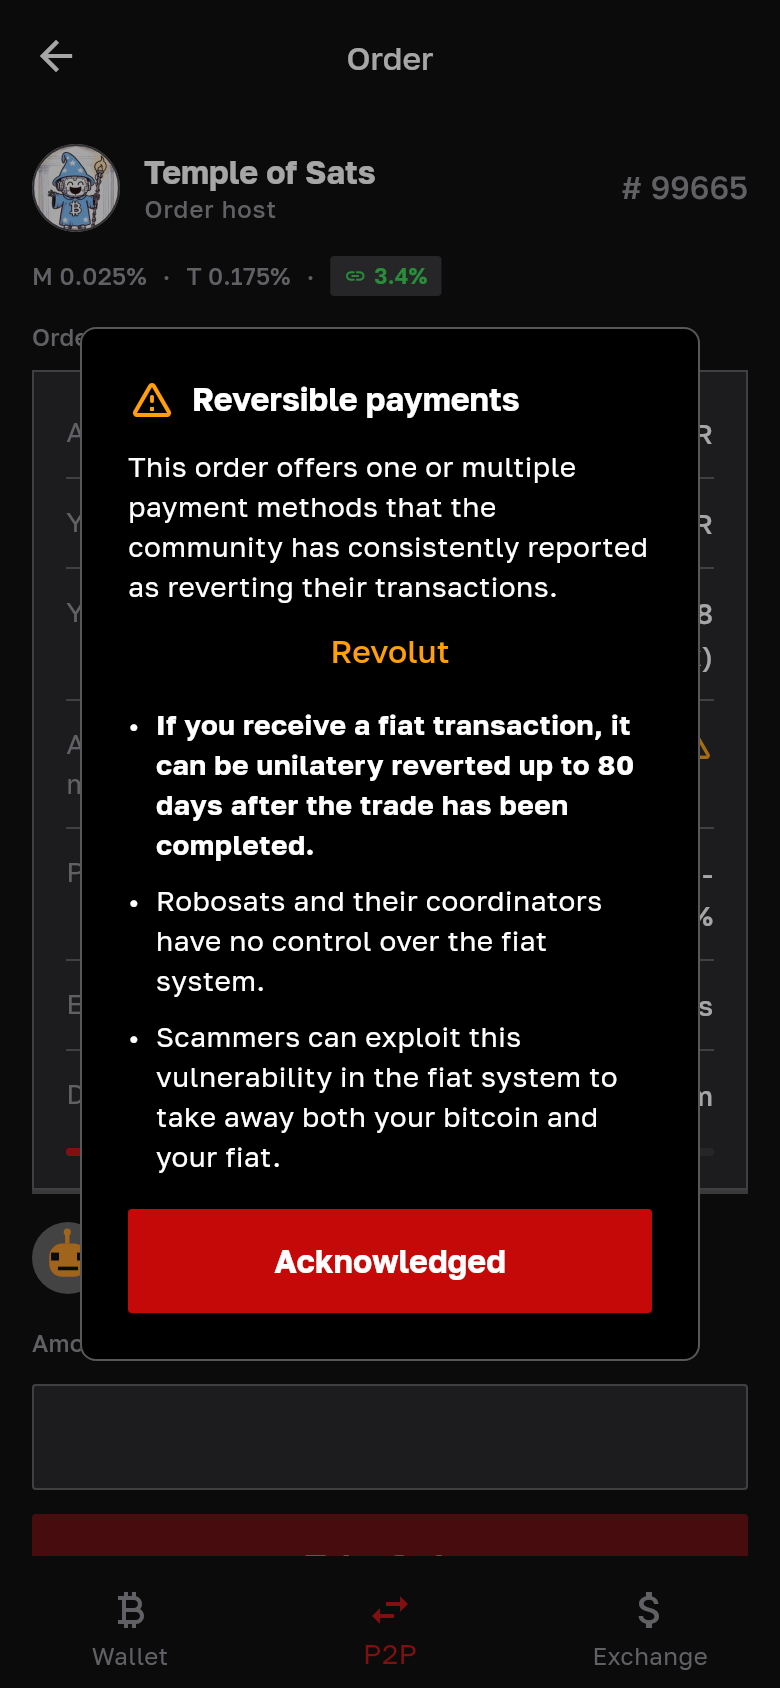 Order
Temple of Sats
Order host
# 99665
M 0.025% · T 0.175% · 3.4%
Reversible payments
This order offers one or multiple
payment methods that the
community has consistently reported
as reverting their transactions.
Revolut
• If you receive a fiat transaction, it
can be unilatery reverted up to 80
days after the trade has been
completed.
• Robosats and their coordinators
have no control over the fiat
system.
• Scammers can exploit this
vulnerability in the fiat system to
take away both your bitcoin and
your fiat.
Acknowledged
Wallet
P2P
Exchange